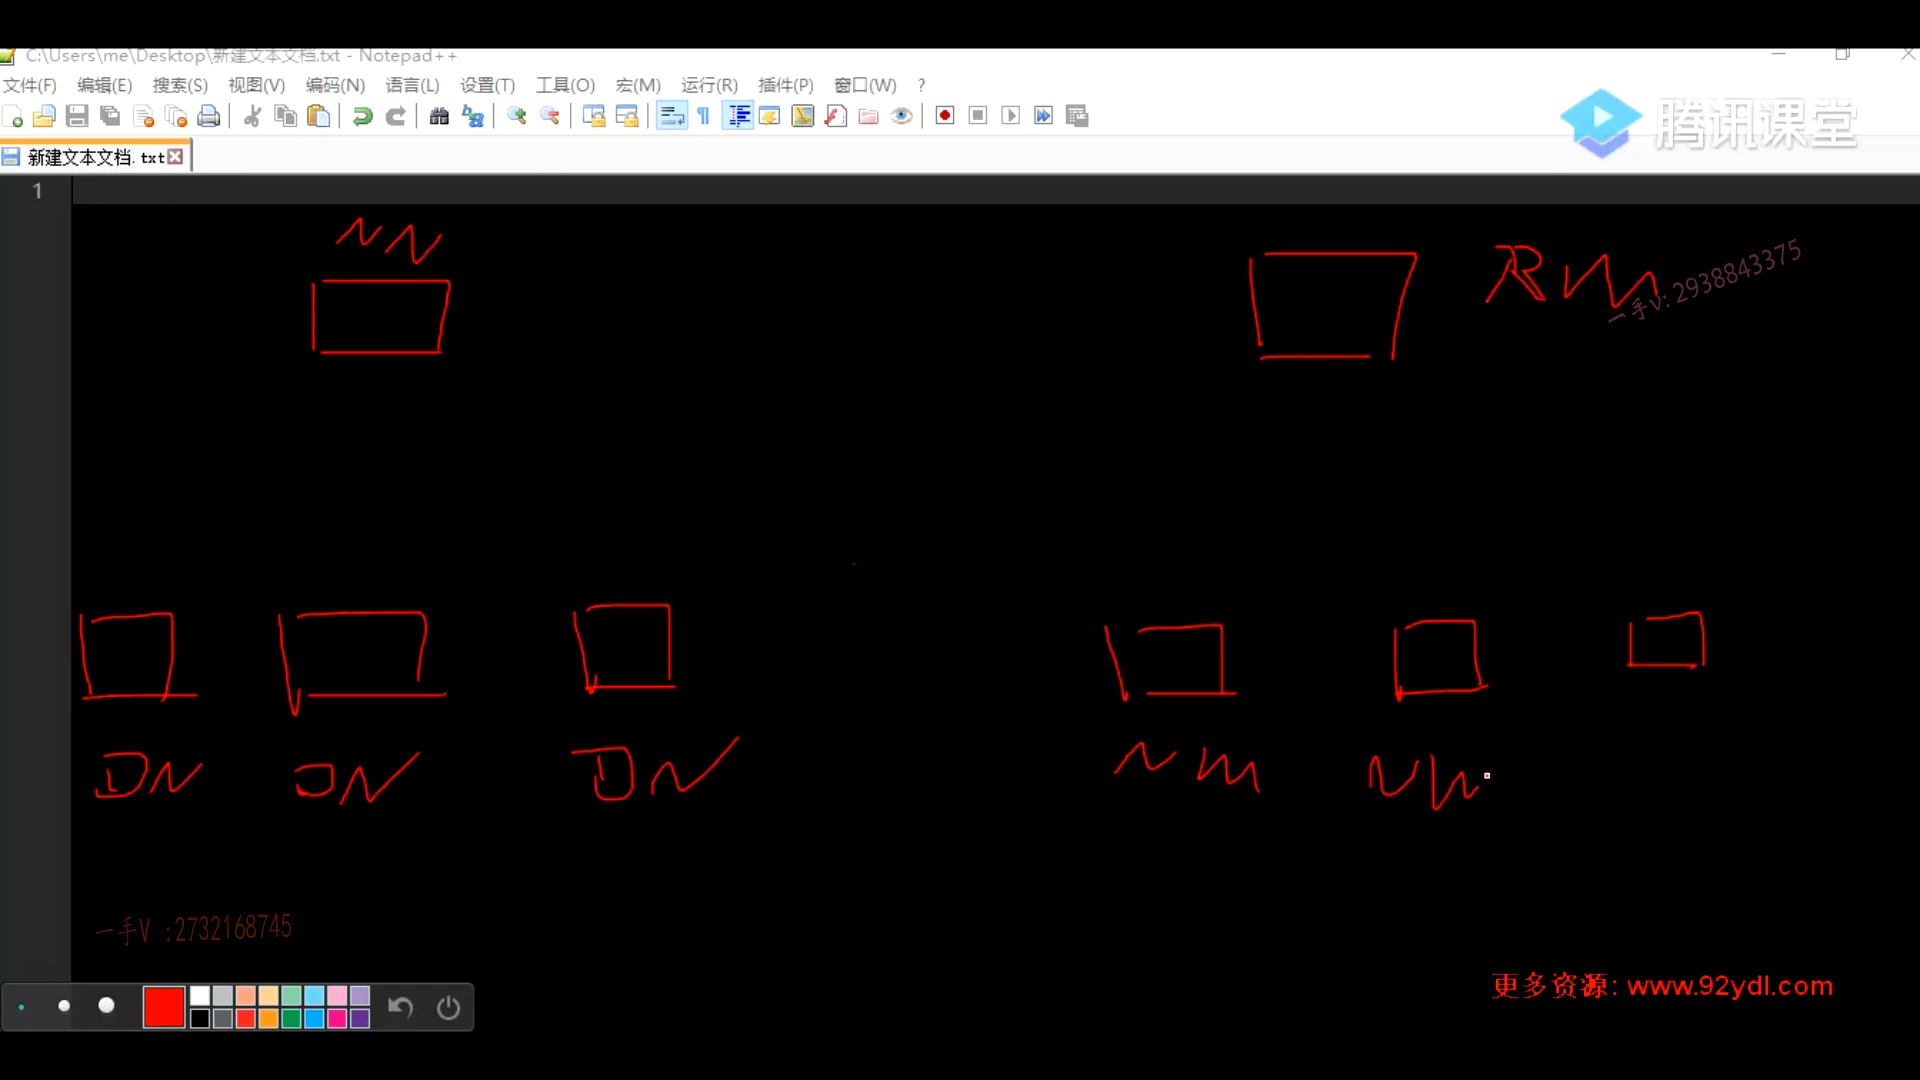 C:\Users\me\Desktop\新建文本文档.txt - Notepad++
文件(F) 编辑(E) 搜索(S) 视图(V) 编码(N) 语言(L) 设置(T) 工具(O) 宏(M) 运行(R) 插件(P) 窗口(W) ?
腾讯课堂
新建文本文档.txt
1
NN
RM
一手V:2938843375
DN DN DN NM NM
一手V :2732168745
更多资源: www.92ydl.com